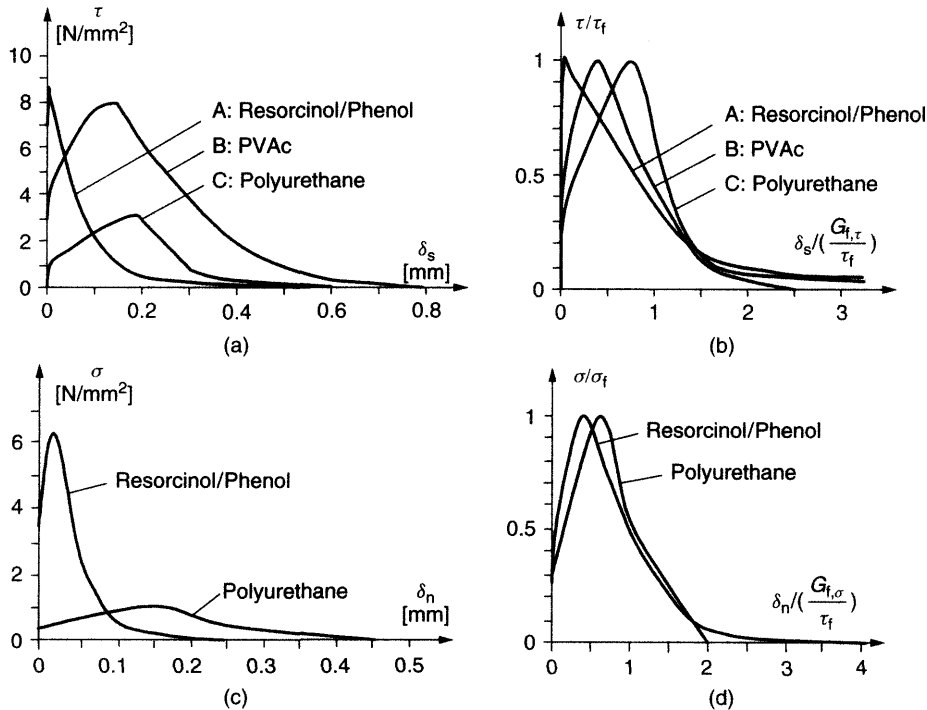 τ
[N/mm²]
10
8
6
4
2
0
A: Resorcinol/Phenol
B: PVAc
C: Polyurethane
δs
[mm]
0 0.2 0.4 0.6 0.8
(a)
τ/τf
1
0.5
0
A: Resorcinol/Phenol
B: PVAc
C: Polyurethane
δs/(Gf,τ/τf)
0 1 2 3
(b)
σ
[N/mm²]
6
4
2
0
Resorcinol/Phenol
Polyurethane
δn
[mm]
0 0.1 0.2 0.3 0.4 0.5
(c)
σ/σf
1
0.5
0
Resorcinol/Phenol
Polyurethane
δn/(Gf,σ/τf)
0 1 2 3 4
(d)